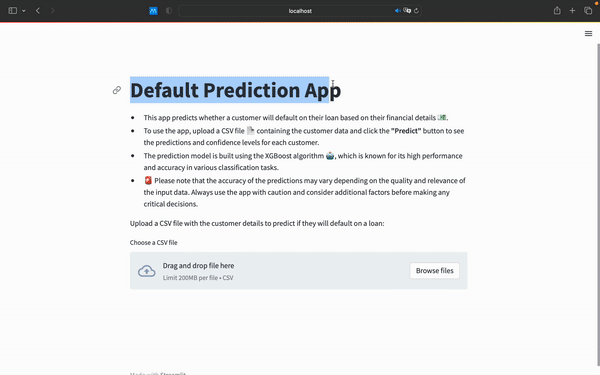 localhost
Default Prediction App
This app predicts whether a customer will default on their loan based on their financial details 💵.
To use the app, upload a CSV file 📄 containing the customer data and click the "Predict" button to see
the predictions and confidence levels for each customer.
The prediction model is built using the XGBoost algorithm 🤖, which is known for its high performance
and accuracy in various classification tasks.
🚨 Please note that the accuracy of the predictions may vary depending on the quality and relevance of
the input data. Always use the app with caution and consider additional factors before making any
critical decisions.
Upload a CSV file with the customer details to predict if they will default on a loan:
Choose a CSV file
Drag and drop file here
Limit 200MB per file • CSV
Browse files
Made with Streamlit